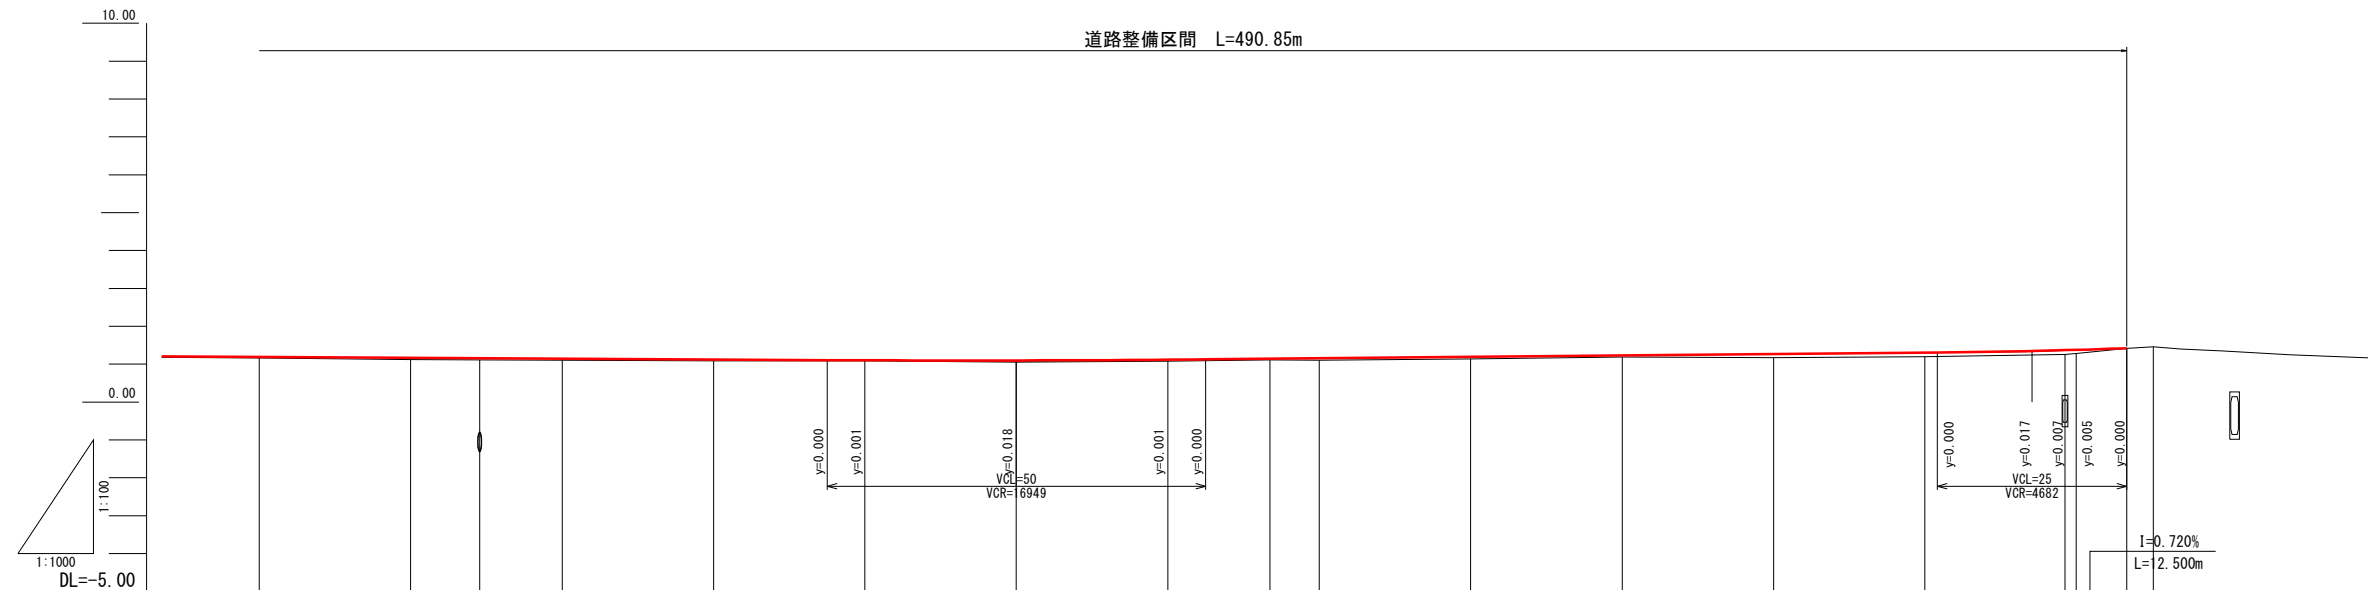 10.00
道路整備区間　L=490.85m
0.00
y=0.000
y=0.001
y=0.018
y=0.001
y=0.000
y=0.000
y=0.017
y=0.007
y=0.005
y=0.000
VCL=50
VCR=16949
VCL=25
VCR=4682
1:100
1:1000
DL=-5.00
I=0.720%
L=12.500m